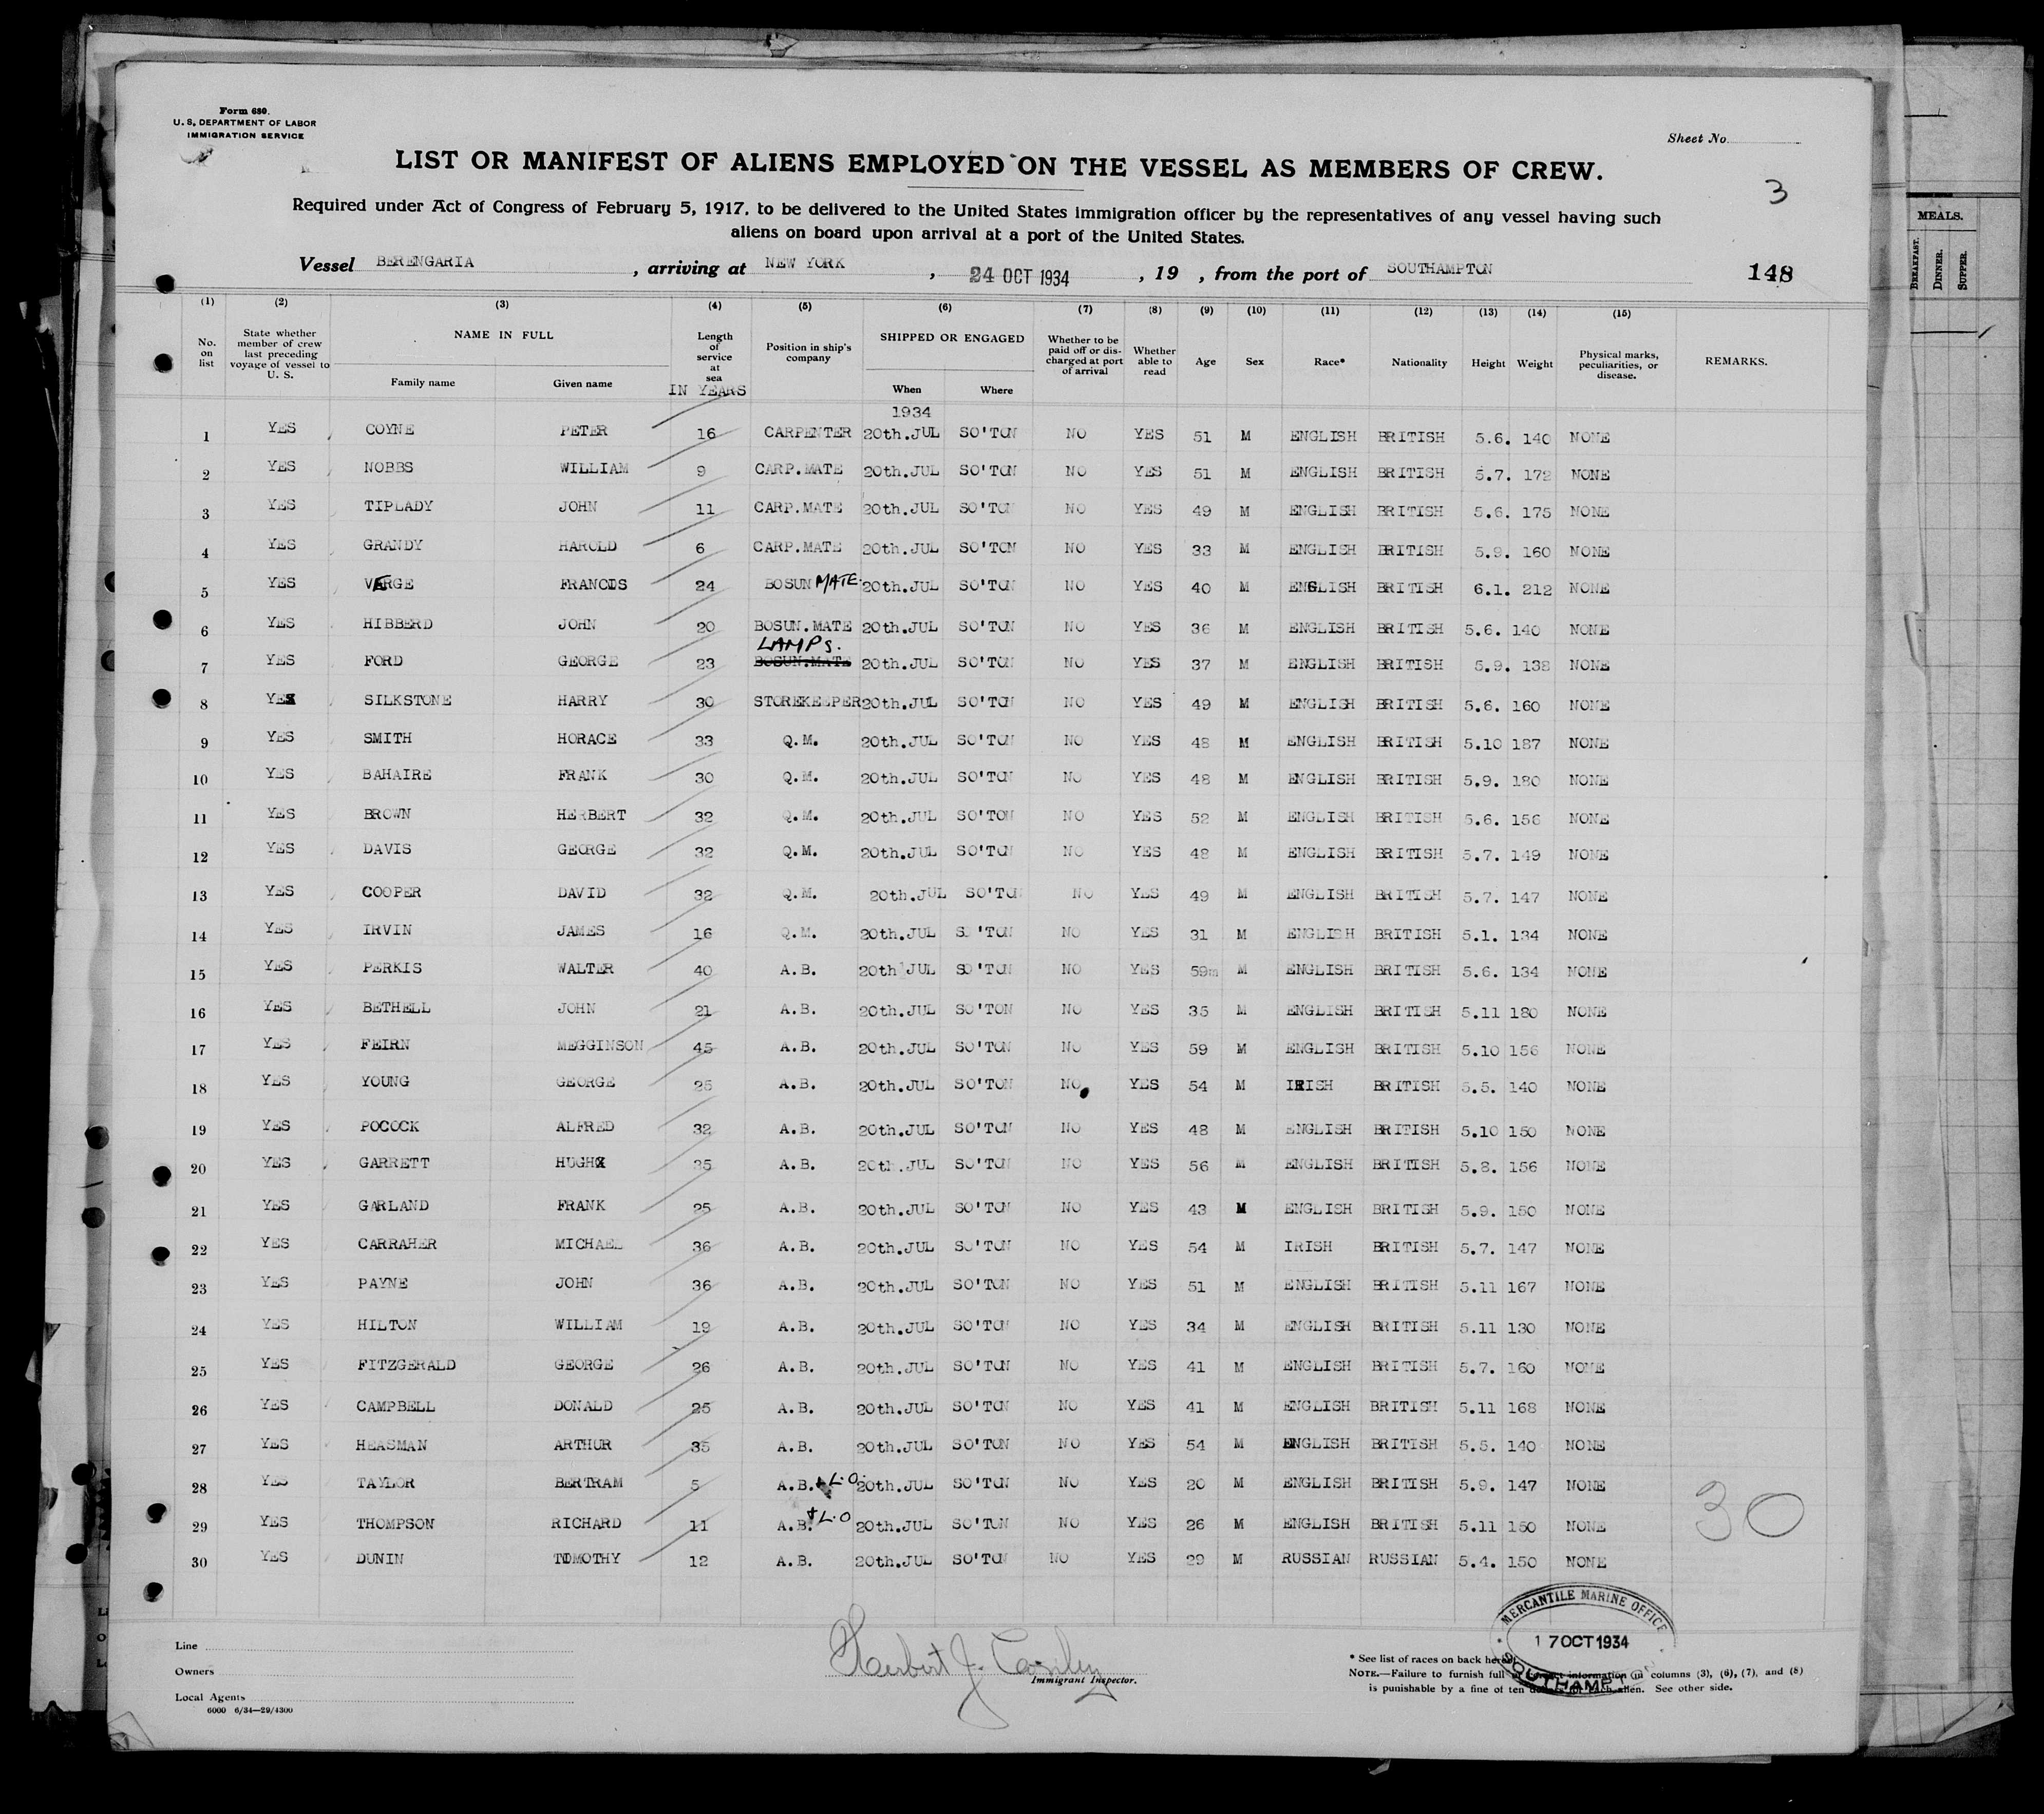 Form 680.
U. S. DEPARTMENT OF LABOR
IMMIGRATION SERVICE
Sheet No.
LIST OR MANIFEST OF ALIENS EMPLOYED ON THE VESSEL AS MEMBERS OF CREW.
3
Required under Act of Congress of February 5, 1917, to be delivered to the United States immigration officer by the representatives of any vessel having such
aliens on board upon arrival at a port of the United States.
Vessel BERENGARIA, arriving at NEW YORK, 24 OCT 1934, 19 , from the port of SOUTHAMPTON 148
MEALS.
BREAKFAST. DINNER. SUPPER.
(1) (2) (3) (4) (5) (6) (7) (8) (9) (10) (11) (12) (13) (14) (15)
No. on list State whether member of crew last preceding voyage of vessel to U. S. NAME IN FULL Family name Given name Length of service at sea IN YEARS Position in ship's company SHIPPED OR ENGAGED When Where Whether to be paid off or discharged at port of arrival Whether able to read Age Sex Race* Nationality Height Weight Physical marks, peculiarities, or disease. REMARKS.
1934
1 YES COYNE PETER 16 CARPENTER 20th.JUL SO'TON NO YES 51 M ENGLISH BRITISH 5.6. 140 NONE
2 YES NOBBS WILLIAM 9 CARP.MATE 20th.JUL SO'TON NO YES 51 M ENGLISH BRITISH 5.7. 172 NONE
3 YES TIPLADY JOHN 11 CARP.MATE 20th.JUL SO'TON NO YES 49 M ENGLISH BRITISH 5.6. 175 NONE
4 YES GRANDY HAROLD 6 CARP.MATE 20th.JUL SO'TON NO YES 33 M ENGLISH BRITISH 5.9. 160 NONE
5 YES VERGE FRANCIS 24 BOSUN MATE. 20th.JUL SO'TON NO YES 40 M ENGLISH BRITISH 6.1. 212 NONE
6 YES HIBBERD JOHN 20 BOSUN.MATE 20th.JUL SO'TON NO YES 36 M ENGLISH BRITISH 5.6. 140 NONE
LAMPS.
7 YES FORD GEORGE 23 BOSUN.MATE 20th.JUL SO'TON NO YES 37 M ENGLISH BRITISH 5.9. 138 NONE
8 YES SILKSTONE HARRY 30 STOREKEEPER 20th.JUL SO'TON NO YES 49 M ENGLISH BRITISH 5.6. 160 NONE
9 YES SMITH HORACE 33 Q.M. 20th.JUL SO'TON NO YES 48 M ENGLISH BRITISH 5.10 187 NONE
10 YES BAHAIRE FRANK 30 Q.M. 20th.JUL SO'TON NO YES 48 M ENGLISH BRITISH 5.9. 180 NONE
11 YES BROWN HERBERT 32 Q.M. 20th.JUL SO'TON NO YES 52 M ENGLISH BRITISH 5.6. 156 NONE
12 YES DAVIS GEORGE 32 Q.M. 20th.JUL SO'TON NO YES 48 M ENGLISH BRITISH 5.7. 149 NONE
13 YES COOPER DAVID 32 Q.M. 20th.JUL SO'TON NO YES 49 M ENGLISH BRITISH 5.7. 147 NONE
14 YES IRVIN JAMES 16 Q.M. 20th.JUL SO'TON NO YES 31 M ENGLISH BRITISH 5.1. 134 NONE
15 YES PERKIS WALTER 40 A.B. 20th JUL SO'TON NO YES 59m M ENGLISH BRITISH 5.6. 134 NONE
16 YES BETHELL JOHN 21 A.B. 20th.JUL SO'TON NO YES 35 M ENGLISH BRITISH 5.11 180 NONE
17 YES FEIRN MEGGINSON 45 A.B. 20th.JUL SO'TON NO YES 59 M ENGLISH BRITISH 5.10 156 NONE
18 YES YOUNG GEORGE 25 A.B. 20th.JUL SO'TON NO YES 54 M IRISH BRITISH 5.5. 140 NONE
19 YES POCOCK ALFRED 32 A.B. 20th.JUL SO'TON NO YES 48 M ENGLISH BRITISH 5.10 150 NONE
20 YES GARRETT HUGH 35 A.B. 20th.JUL SO'TON NO YES 56 M ENGLISH BRITISH 5.8. 156 NONE
21 YES GARLAND FRANK 25 A.B. 20th.JUL SO'TON NO YES 43 M ENGLISH BRITISH 5.9. 150 NONE
22 YES CARRAHER MICHAEL 36 A.B. 20th.JUL SO'TON NO YES 54 M IRISH BRITISH 5.7. 147 NONE
23 YES PAYNE JOHN 36 A.B. 20th.JUL SO'TON NO YES 51 M ENGLISH BRITISH 5.11 167 NONE
24 YES HILTON WILLIAM 19 A.B. 20th.JUL SO'TON NO YES 34 M ENGLISH BRITISH 5.11 130 NONE
25 YES FITZGERALD GEORGE 26 A.B. 20th.JUL SO'TON NO YES 41 M ENGLISH BRITISH 5.7. 160 NONE
26 YES CAMPBELL DONALD 25 A.B. 20th.JUL SO'TON NO YES 41 M ENGLISH BRITISH 5.11 168 NONE
27 YES HEASMAN ARTHUR 35 A.B. 20th.JUL SO'TON NO YES 54 M ENGLISH BRITISH 5.5. 140 NONE
28 YES TAYLOR BERTRAM 5 A.B. + L.O. 20th.JUL SO'TON NO YES 20 M ENGLISH BRITISH 5.9. 147 NONE
29 YES THOMPSON RICHARD 11 A.B. + L.O 20th.JUL SO'TON NO YES 26 M ENGLISH BRITISH 5.11 150 NONE 30
30 YES DUNIN TIMOTHY 12 A.B. 20th.JUL SO'TON NO YES 29 M RUSSIAN RUSSIAN 5.4. 150 NONE
MERCANTILE MARINE OFFICE
17 OCT 1934
SOUTHAMPTON
Line
Owners
Local Agents
6000 6/34—29/4300
Immigrant Inspector.
* See list of races on back hereof.
NOTE.—Failure to furnish full or correct information in columns (3), (6), (7), and (8)
is punishable by a fine of ten dollars for each alien. See other side.